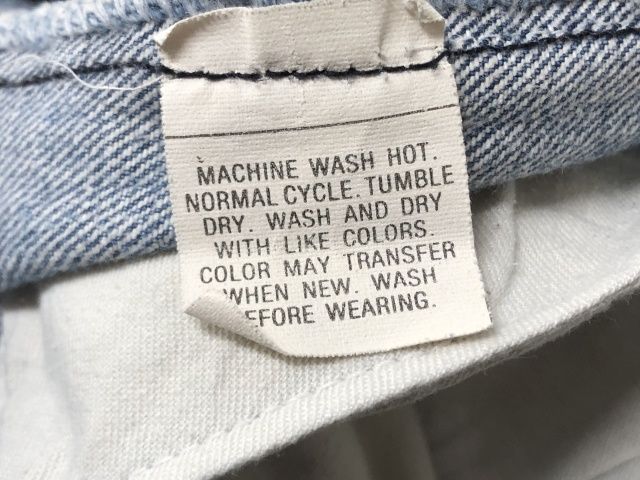 MACHINE WASH HOT.
NORMAL CYCLE. TUMBLE
DRY. WASH AND DRY
WITH LIKE COLORS.
COLOR MAY TRANSFER
WHEN NEW. WASH
EFORE WEARING.